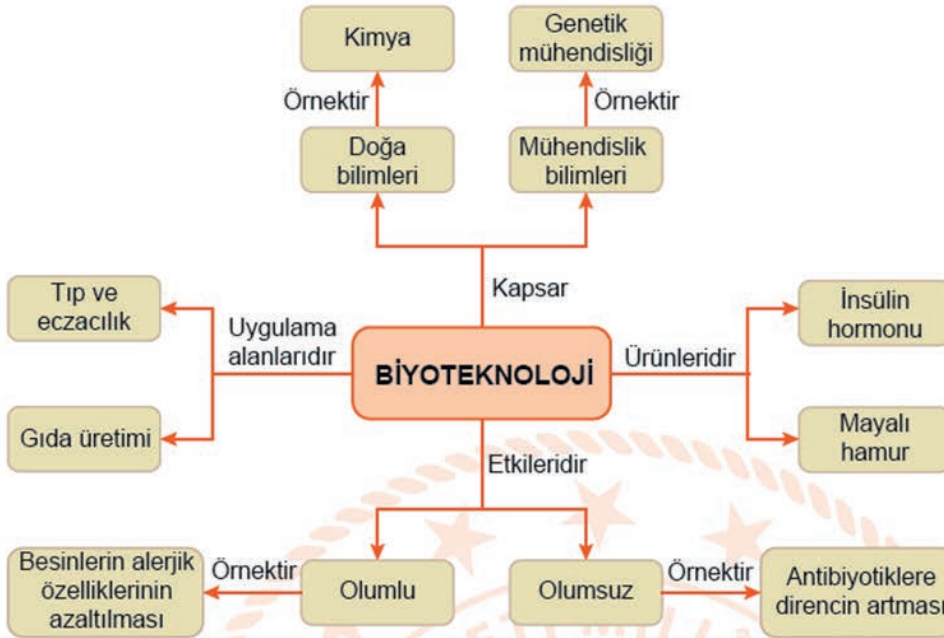 Kimya
Genetik
mühendisliği
Örnektir
Örnektir
Doğa
bilimleri
Mühendislik
bilimleri
Kapsar
Tıp ve
eczacılık
Uygulama
alanlarıdır
Gıda üretimi
BİYOTEKNOLOJİ
Ürünleridir
İnsülin
hormonu
Mayalı
hamur
Etkileridir
Besinlerin alerjik
özelliklerinin
azaltılması
Örnektir
Olumlu
Olumsuz
Örnektir
Antibiyotiklere
direncin artması